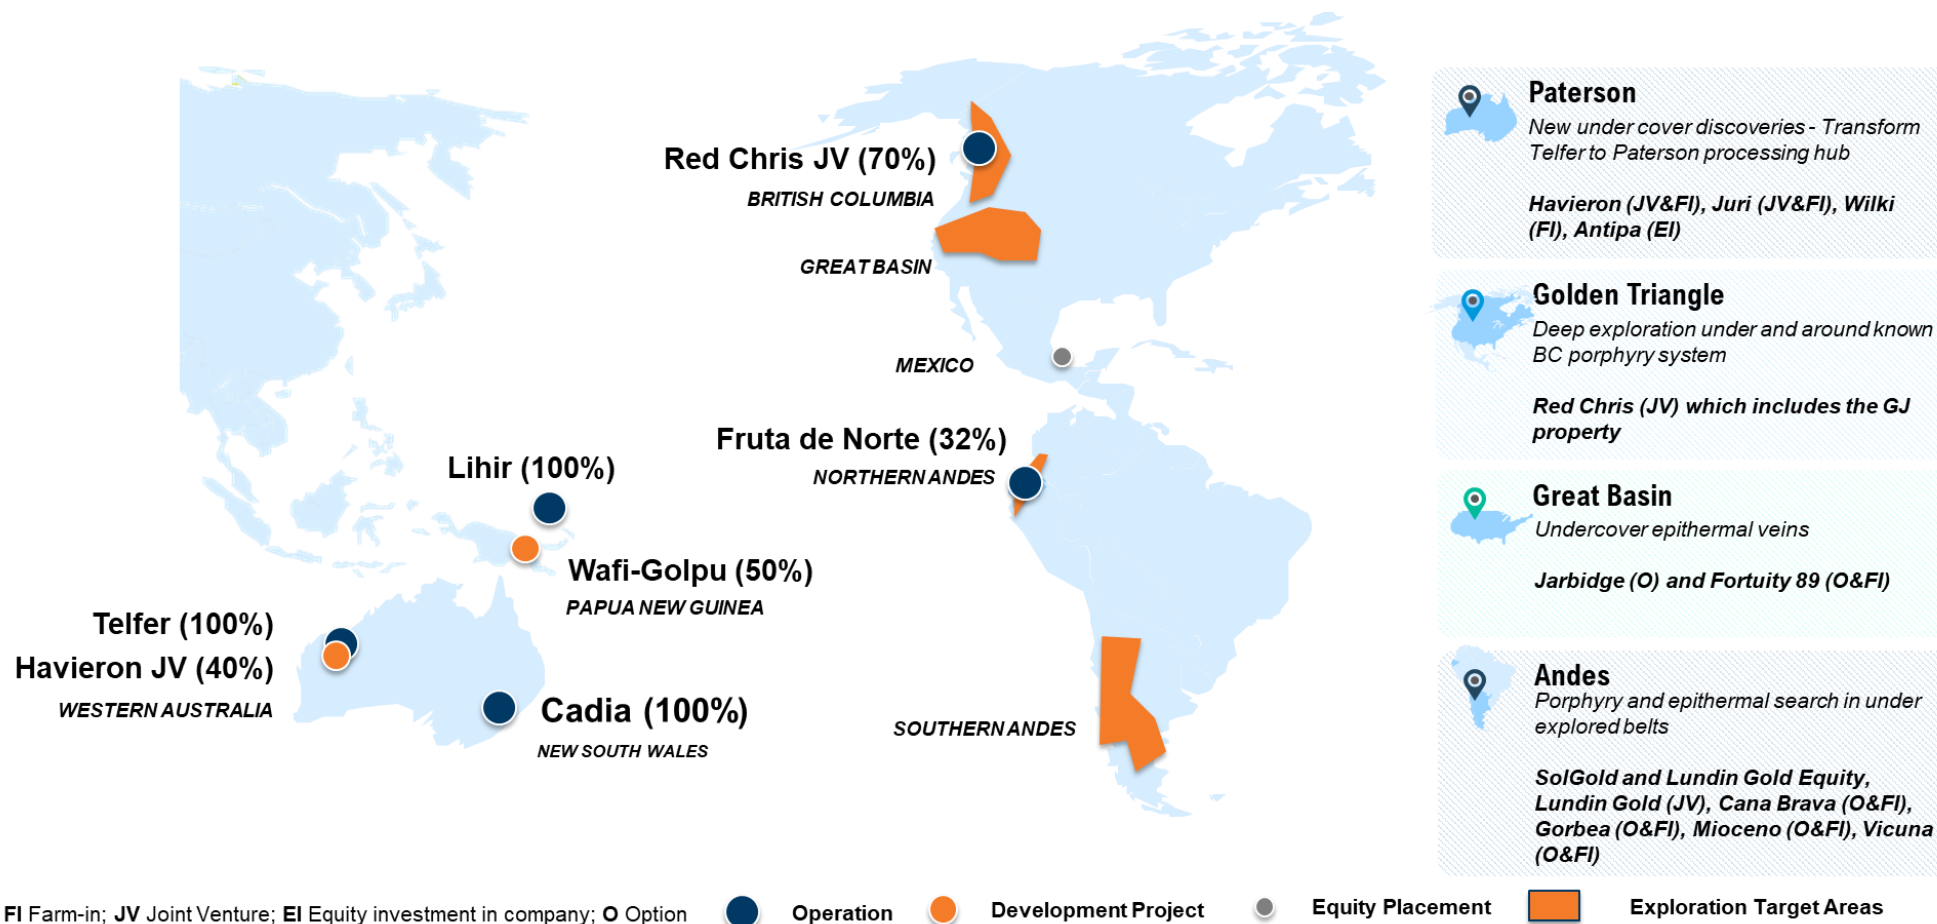 Red Chris JV (70%)
BRITISH COLUMBIA
GREAT BASIN
MEXICO
Fruta de Norte (32%)
NORTHERN ANDES
Lihir (100%)
Wafi-Golpu (50%)
PAPUA NEW GUINEA
Telfer (100%)
Havieron JV (40%)
WESTERN AUSTRALIA
Cadia (100%)
NEW SOUTH WALES
SOUTHERN ANDES
Paterson
New under cover discoveries - Transform
Telfer to Paterson processing hub
Havieron (JV&FI), Juri (JV&FI), Wilki
(FI), Antipa (EI)
Golden Triangle
Deep exploration under and around known
BC porphyry system
Red Chris (JV) which includes the GJ
property
Great Basin
Undercover epithermal veins
Jarbidge (O) and Fortuity 89 (O&FI)
Andes
Porphyry and epithermal search in under
explored belts
SolGold and Lundin Gold Equity,
Lundin Gold (JV), Cana Brava (O&FI),
Gorbea (O&FI), Mioceno (O&FI), Vicuna
(O&FI)
FI Farm-in; JV Joint Venture; EI Equity investment in company; O Option
Operation
Development Project
Equity Placement
Exploration Target Areas